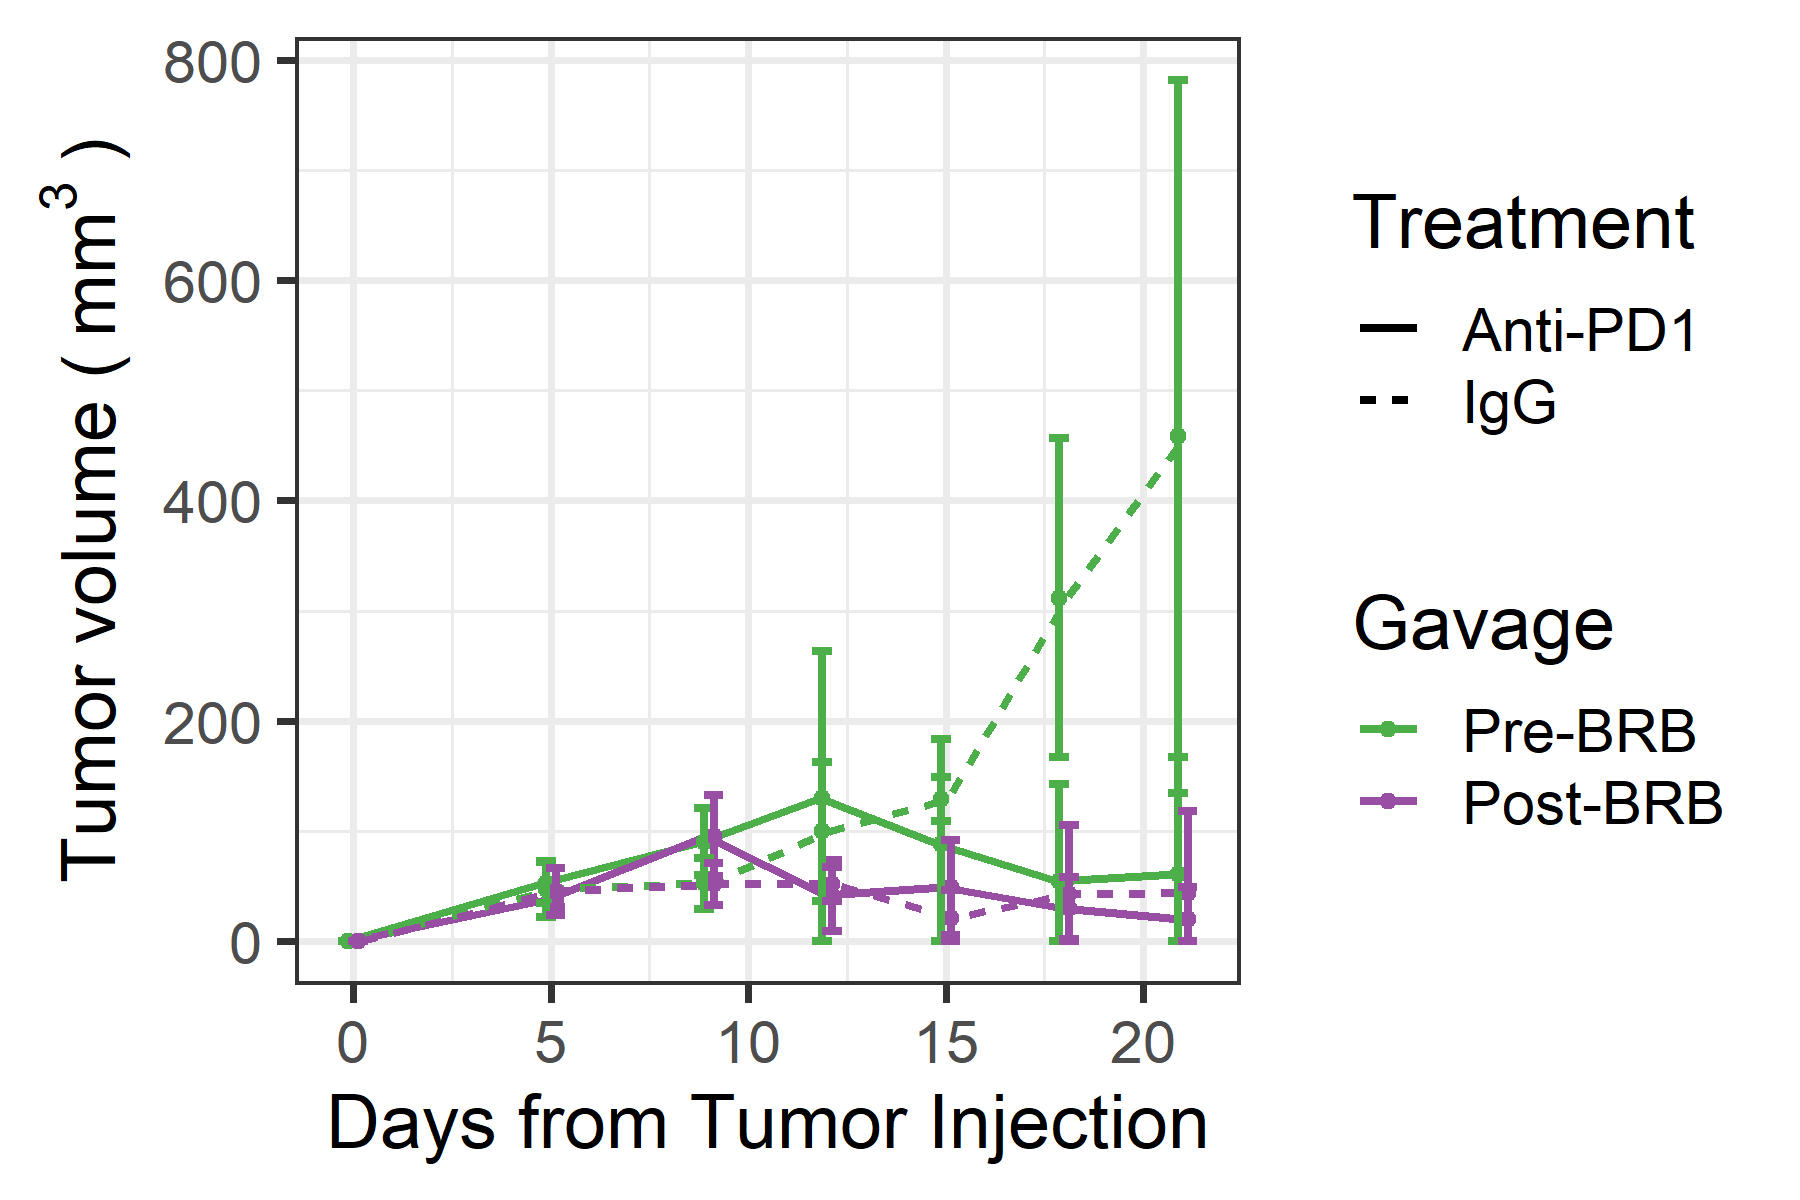 800
600
400
200
0
Tumor volume ( mm³ )
0 5 10 15 20
Days from Tumor Injection
Treatment
Anti-PD1
IgG
Gavage
Pre-BRB
Post-BRB